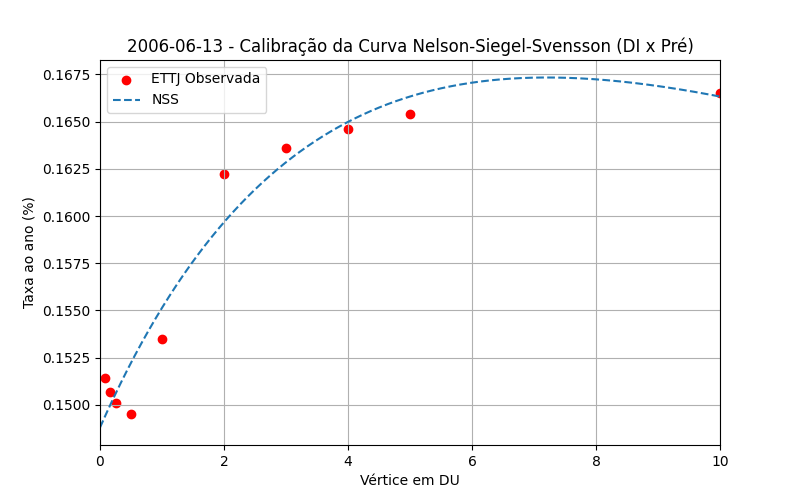 2006-06-13 - Calibração da Curva Nelson-Siegel-Svensson (DI x Pré)
ETTJ Observada
NSS
Taxa ao ano (%)
0.1675
0.1650
0.1625
0.1600
0.1575
0.1550
0.1525
0.1500
0 2 4 6 8 10
Vértice em DU